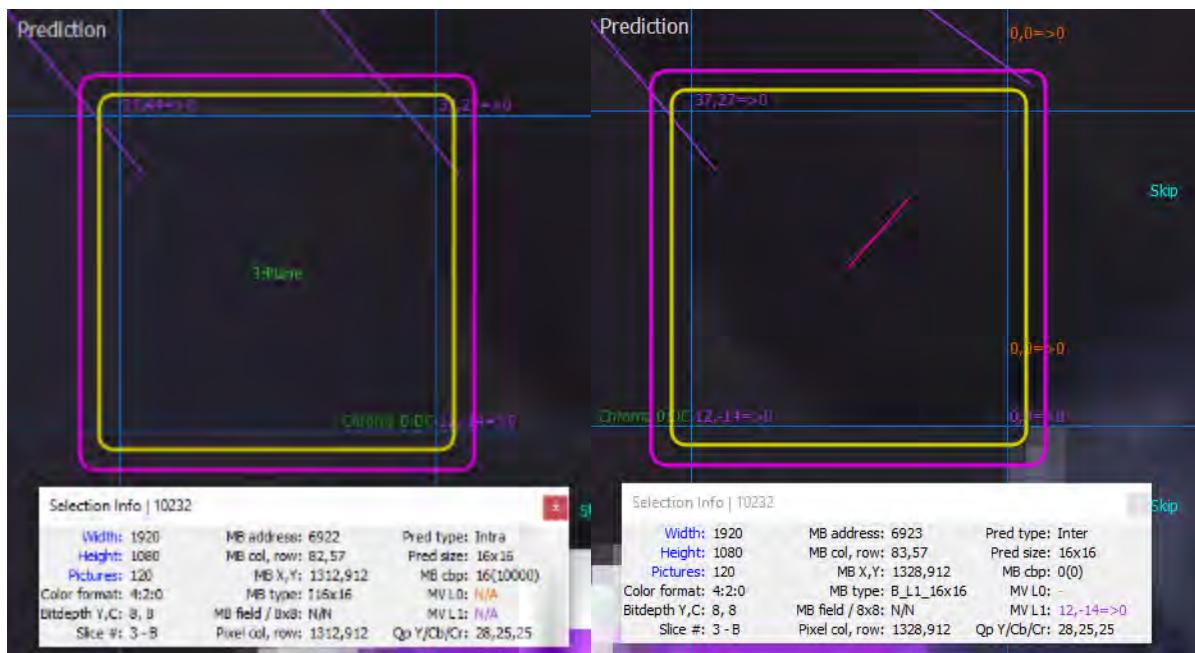 Prediction
37,27=>0
3:Plane
Chroma 0:DC 12,-14=>0
Selection Info | 10232
x
Width: 1920 MB address: 6922 Pred type: Intra
Height: 1080 MB col, row: 82,57 Pred size: 16x16
Pictures: 120 MB X,Y: 1312,912 MB cbp: 16(10000)
Color format: 4:2:0 MB type: I16x16 MV L0: N/A
Bitdepth Y,C: 8, 8 MB field / 8x8: N/N MV L1: N/A
Slice #: 3 - B Pixel col, row: 1312,912 Qp Y/Cb/Cr: 28,25,25
Prediction
0,0=>0
37,27=>0
Skip
0,0=>0
Chroma 0:DC 12,-14=>0 0,0=>0
Selection Info | 10232
Skip
Width: 1920 MB address: 6923 Pred type: Inter
Height: 1080 MB col, row: 83,57 Pred size: 16x16
Pictures: 120 MB X,Y: 1328,912 MB cbp: 0(0)
Color format: 4:2:0 MB type: B_L1_16x16 MV L0: -
Bitdepth Y,C: 8, 8 MB field / 8x8: N/N MV L1: 12,-14=>0
Slice #: 3 - B Pixel col, row: 1328,912 Qp Y/Cb/Cr: 28,25,25